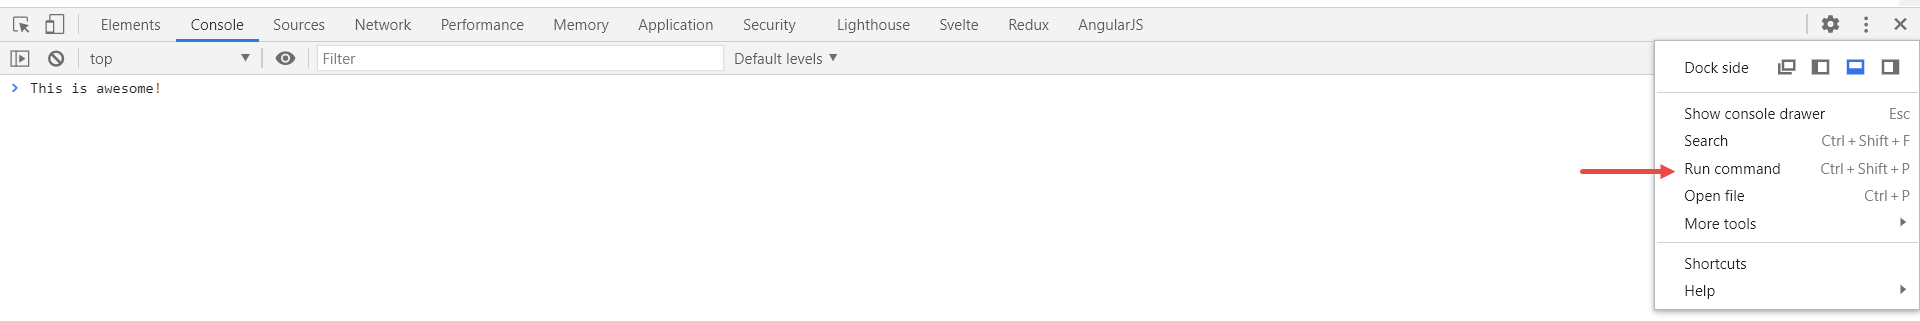 Elements Console Sources Network Performance Memory Application Security Lighthouse Svelte Redux AngularJS
top Filter Default levels
This is awesome!
Dock side
Show console drawer Esc
Search Ctrl + Shift + F
Run command Ctrl + Shift + P
Open file Ctrl + P
More tools
Shortcuts
Help